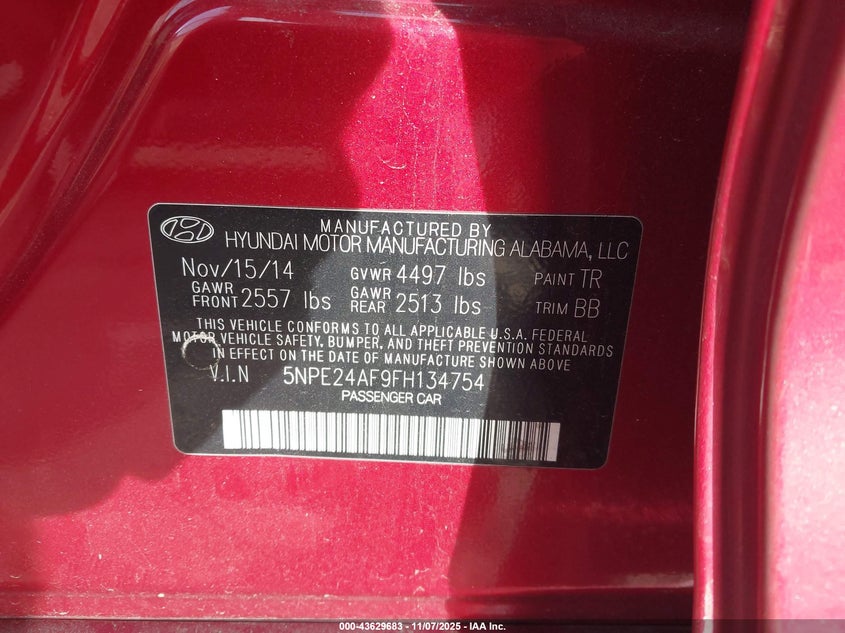 MANUFACTURED BY
HYUNDAI MOTOR MANUFACTURING ALABAMA, LLC
Nov/15/14 GVWR 4497 lbs PAINT TR
GAWR FRONT 2557 lbs GAWR REAR 2513 lbs TRIM BB
THIS VEHICLE CONFORMS TO ALL APPLICABLE U.S.A. FEDERAL
MOTOR VEHICLE SAFETY, BUMPER, AND THEFT PREVENTION STANDARDS
IN EFFECT ON THE DATE OF MANUFACTURE SHOWN ABOVE
V.I.N 5NPE24AF9FH134754
PASSENGER CAR
000-43629683 - 11/07/2025 - IAA Inc.